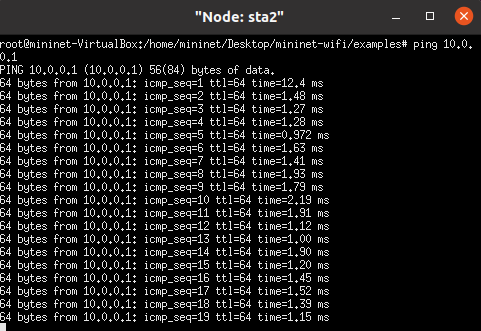 "Node: sta2"
root@mininet-VirtualBox:/home/mininet/Desktop/mininet-wifi/examples# ping 10.0.
0.1
PING 10.0.0.1 (10.0.0.1) 56(84) bytes of data.
64 bytes from 10.0.0.1: icmp_seq=1 ttl=64 time=12.4 ms
64 bytes from 10.0.0.1: icmp_seq=2 ttl=64 time=1.48 ms
64 bytes from 10.0.0.1: icmp_seq=3 ttl=64 time=1.27 ms
64 bytes from 10.0.0.1: icmp_seq=4 ttl=64 time=1.28 ms
64 bytes from 10.0.0.1: icmp_seq=5 ttl=64 time=0.972 ms
64 bytes from 10.0.0.1: icmp_seq=6 ttl=64 time=1.63 ms
64 bytes from 10.0.0.1: icmp_seq=7 ttl=64 time=1.41 ms
64 bytes from 10.0.0.1: icmp_seq=8 ttl=64 time=1.93 ms
64 bytes from 10.0.0.1: icmp_seq=9 ttl=64 time=1.79 ms
64 bytes from 10.0.0.1: icmp_seq=10 ttl=64 time=2.19 ms
64 bytes from 10.0.0.1: icmp_seq=11 ttl=64 time=1.91 ms
64 bytes from 10.0.0.1: icmp_seq=12 ttl=64 time=1.12 ms
64 bytes from 10.0.0.1: icmp_seq=13 ttl=64 time=1.00 ms
64 bytes from 10.0.0.1: icmp_seq=14 ttl=64 time=1.90 ms
64 bytes from 10.0.0.1: icmp_seq=15 ttl=64 time=1.20 ms
64 bytes from 10.0.0.1: icmp_seq=16 ttl=64 time=1.45 ms
64 bytes from 10.0.0.1: icmp_seq=17 ttl=64 time=1.52 ms
64 bytes from 10.0.0.1: icmp_seq=18 ttl=64 time=1.39 ms
64 bytes from 10.0.0.1: icmp_seq=19 ttl=64 time=1.15 ms